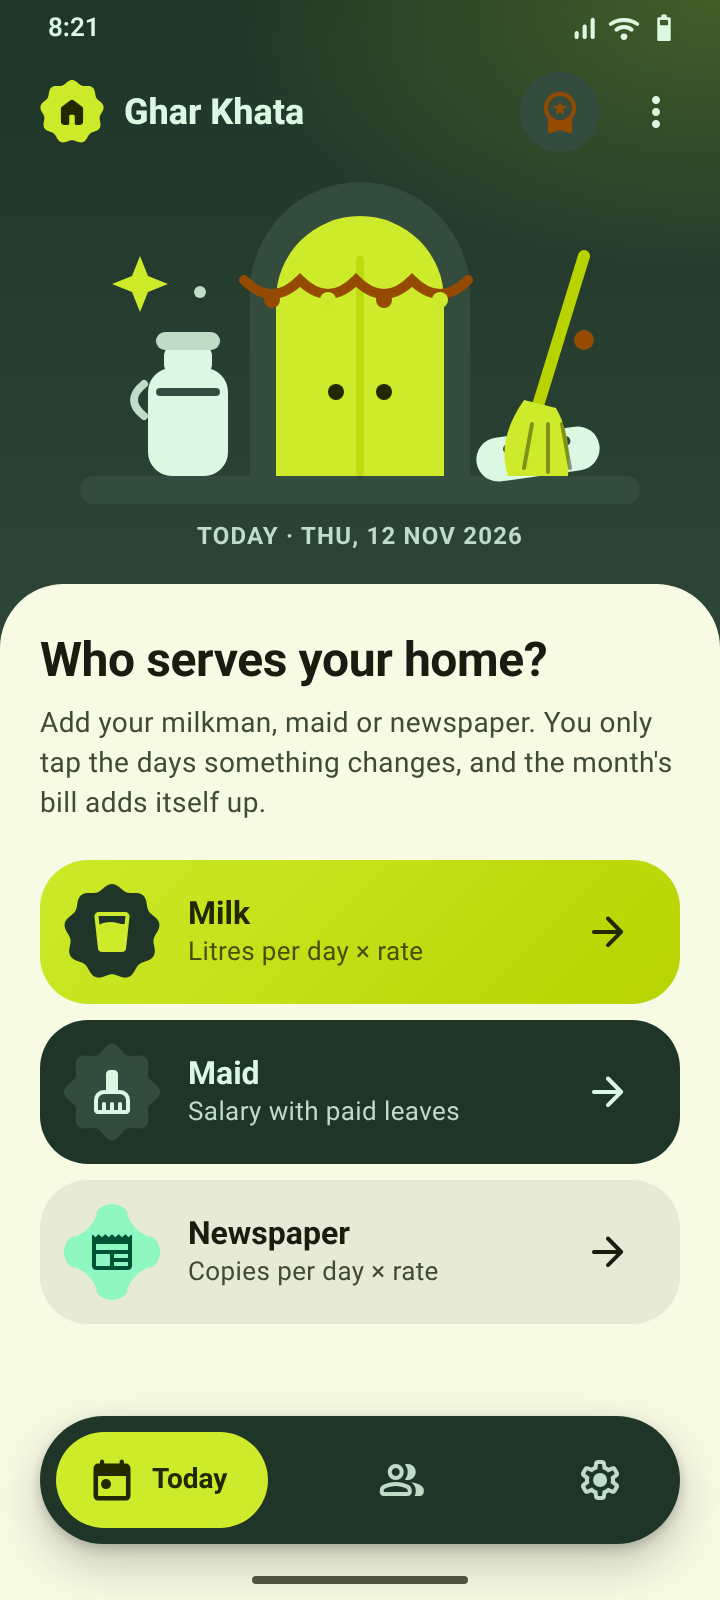 8:21
Ghar Khata
TODAY · THU, 12 NOV 2026
Who serves your home?
Add your milkman, maid or newspaper. You only
tap the days something changes, and the month's
bill adds itself up.
Milk
Litres per day × rate
Maid
Salary with paid leaves
Newspaper
Copies per day × rate
Today